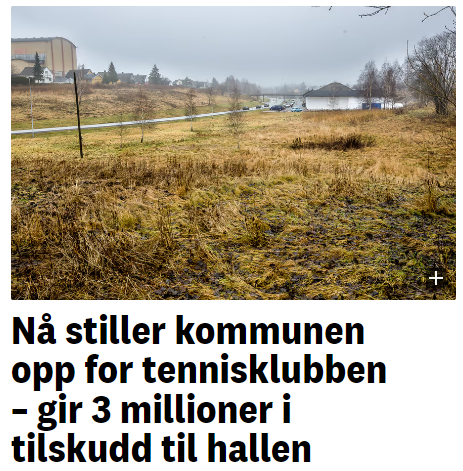 Nå stiller kommunen
opp for tennisklubben
– gir 3 millioner i
tilskudd til hallen